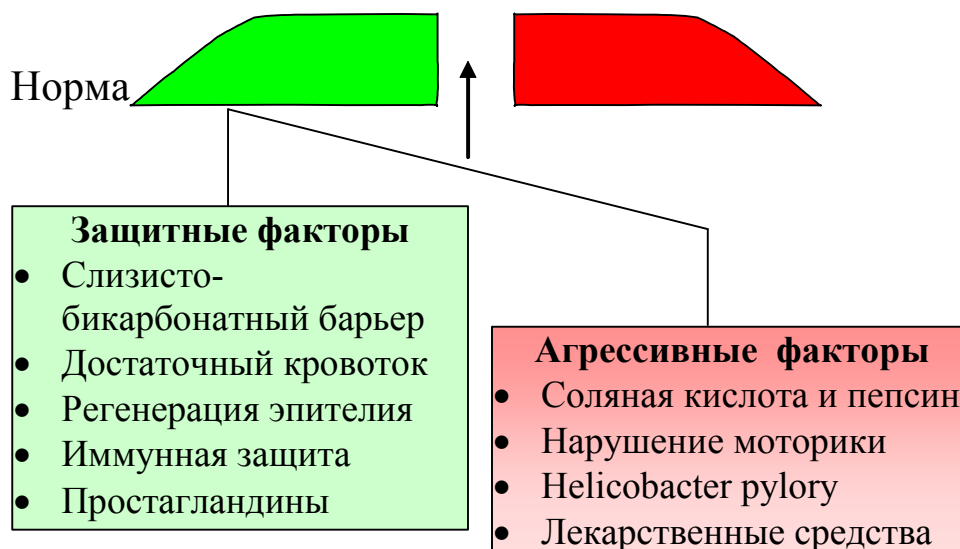 Норма
Защитные факторы
• Слизисто-
бикарбонатный барьер
• Достаточный кровоток
• Регенерация эпителия
• Иммунная защита
• Простагландины
Агрессивные факторы
• Соляная кислота и пепсин
• Нарушение моторики
• Helicobacter pylory
• Лекарственные средства